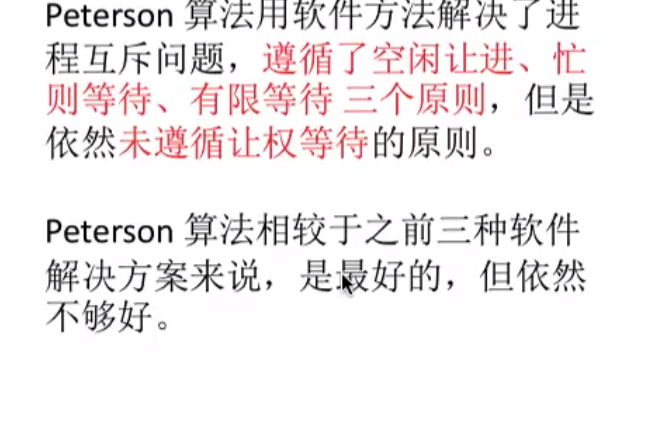 Peterson 算法用软件方法解决了进
程互斥问题，遵循了空闲让进、忙
则等待、有限等待 三个原则，但是
依然未遵循让权等待的原则。
Peterson 算法相较于之前三种软件
解决方案来说，是最好的，但依然
不够好。